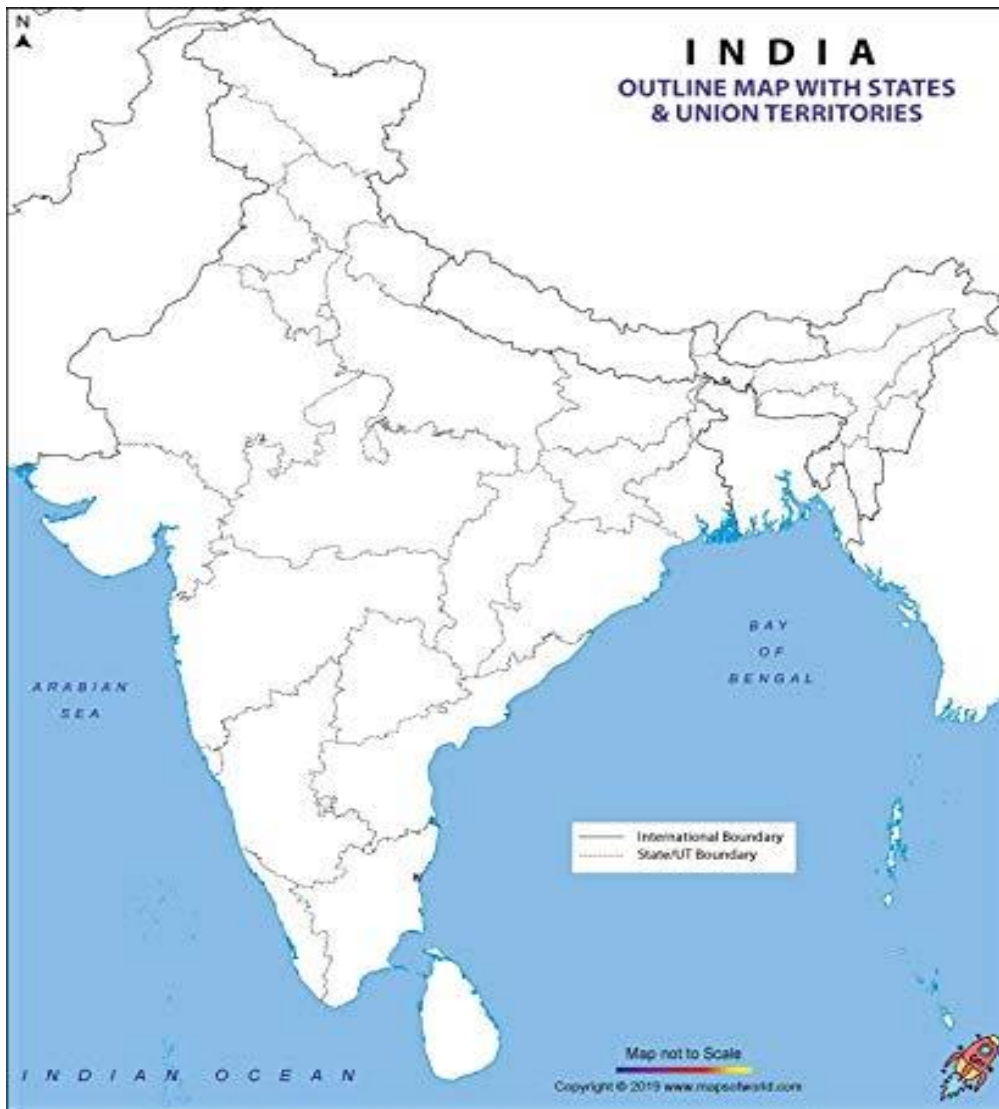 N
INDIA
OUTLINE MAP WITH STATES
& UNION TERRITORIES
BAY
OF
BENGAL
ARABIAN
SEA
International Boundary
State/UT Boundary
Map not to Scale
INDIAN OCEAN
Copyright © 2019 www.mapsofworld.com